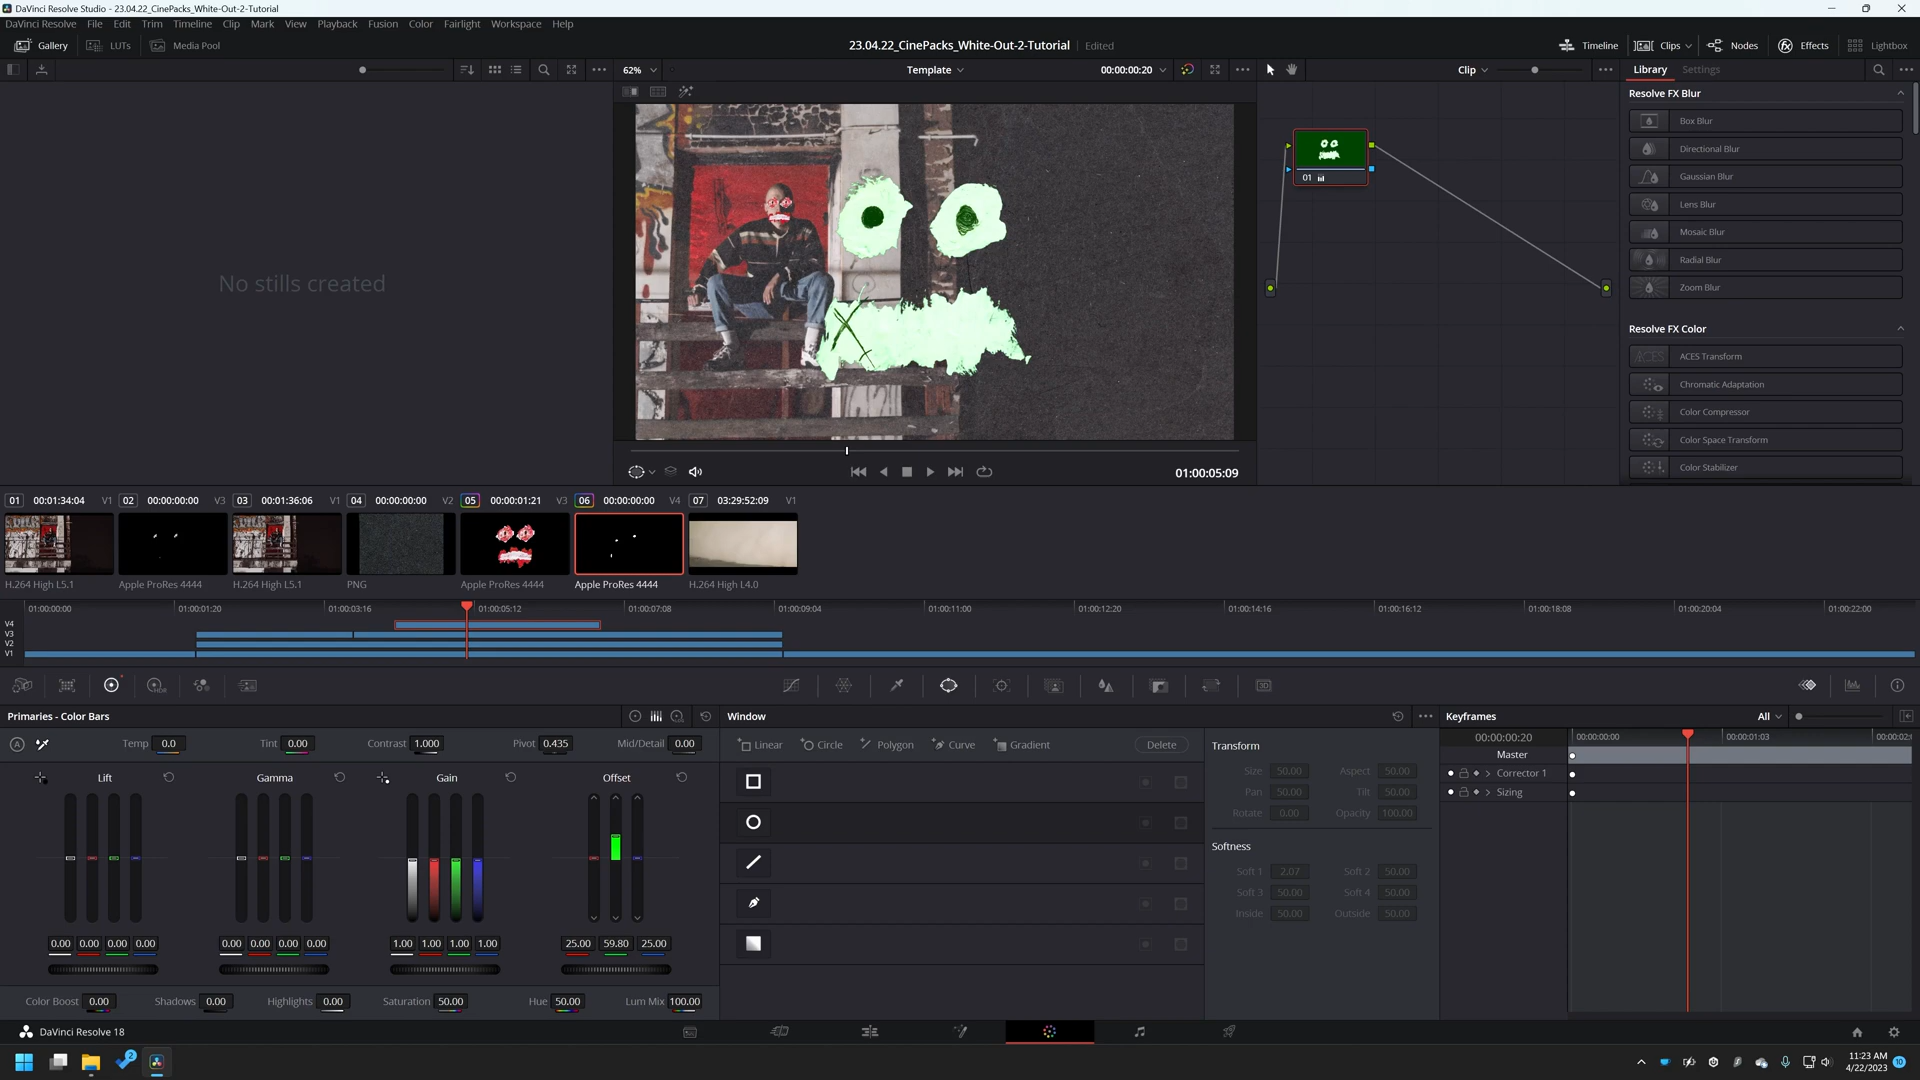 DaVinci Resolve Studio - 23.04.22_CinePacks_White-Out-2-Tutorial
DaVinci Resolve File Edit Trim Timeline Clip Mark View Playback Fusion Color Fairlight Workspace Help
Gallery LUTs Media Pool 23.04.22_CinePacks_White-Out-2-Tutorial Edited Timeline Clips Nodes Effects Lightbox
62% Template 00:00:00:20 Clip Library Settings
Resolve FX Blur
Box Blur
Directional Blur
Gaussian Blur
Lens Blur
Mosaic Blur
Radial Blur
Zoom Blur
01
No stills created
Resolve FX Color
ACES Transform
Chromatic Adaptation
Color Compressor
Color Space Transform
Color Stabilizer
01:00:05:09
01 00:01:34:04 V1 02 00:00:00:00 V3 03 00:01:36:06 V1 04 00:00:00:00 V2 05 00:00:01:21 V3 06 00:00:00:00 V4 07 03:29:52:09 V1
H.264 High L5.1 Apple ProRes 4444 H.264 High L5.1 PNG Apple ProRes 4444 Apple ProRes 4444 H.264 High L4.0
01:00:00:00 01:00:01:20 01:00:03:16 01:00:05:12 01:00:07:08 01:00:09:04 01:00:11:00 01:00:12:20 01:00:14:16 01:00:16:12 01:00:18:08 01:00:20:04 01:00:22:00
V4
V3
V2
V1
HDR 3D
Primaries - Color Bars Window Keyframes All
A Temp 0.0 Tint 0.00 Contrast 1.000 Pivot 0.435 Mid/Detail 0.00
Linear Circle Polygon Curve Gradient Delete
Transform
Size 50.00 Aspect 50.00
Pan 50.00 Tilt 50.00
Rotate 0.00 Opacity 100.00
Softness
Soft 1 2.07 Soft 2 50.00
Soft 3 50.00 Soft 4 50.00
Inside 50.00 Outside 50.00
00:00:00:20 00:00:00:00 00:00:01:03
Master
Corrector 1
Sizing
Lift Gamma Gain Offset
0.00 0.00 0.00 0.00 0.00 0.00 0.00 0.00 1.00 1.00 1.00 1.00 25.00 59.80 25.00
Color Boost 0.00 Shadows 0.00 Highlights 0.00 Saturation 50.00 Hue 50.00 Lum Mix 100.00
DaVinci Resolve 18
2
11:23 AM
4/22/2023
10